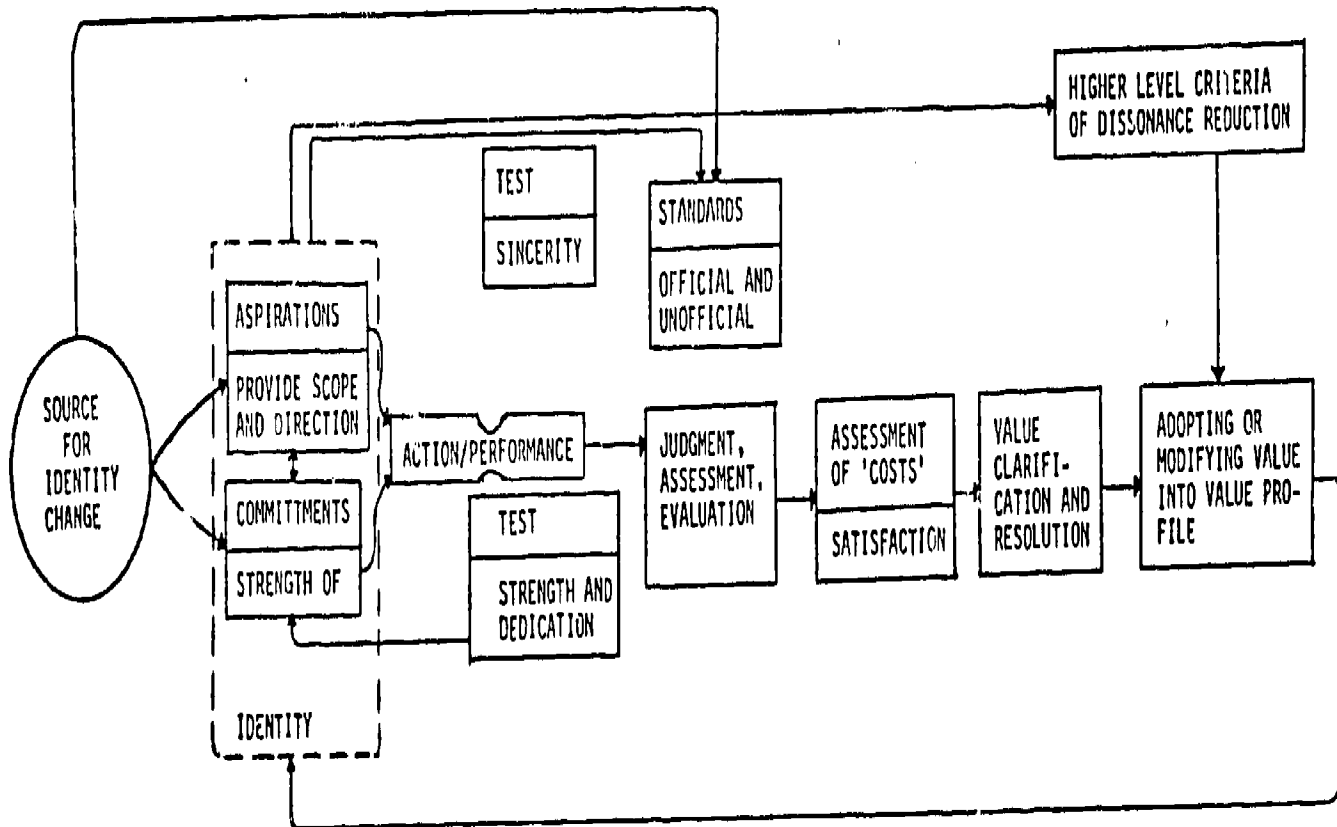 HIGHER LEVEL CRITERIA
OF DISSONANCE REDUCTION
TEST
SINCERITY
STANDARDS
OFFICIAL AND
UNOFFICIAL
SOURCE
FOR
IDENTITY
CHANGE
ASPIRATIONS
PROVIDE SCOPE
AND DIRECTION
COMMITTMENTS
STRENGTH OF
IDENTITY
ACTION/PERFORMANCE
TEST
STRENGTH AND
DEDICATION
JUDGMENT,
ASSESSMENT,
EVALUATION
ASSESSMENT
OF 'COSTS'
SATISFACTION
VALUE
CLARIFI-
CATION AND
RESOLUTION
ADOPTING OR
MODIFYING VALUE
INTO VALUE PRO-
FILE